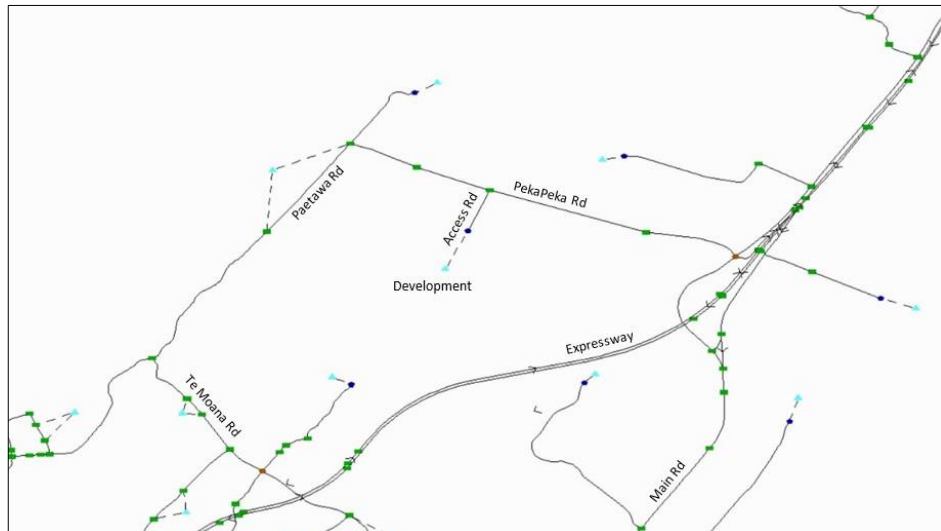 Paetawa Rd
PekaPeka Rd
Access Rd
Development
Expressway
Te Moana Rd
Main Rd